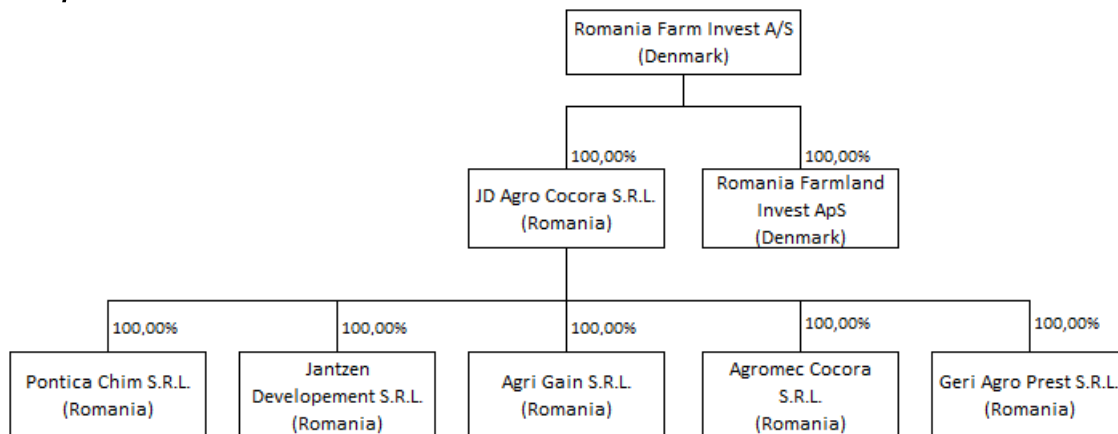 Romania Farm Invest A/S
(Denmark)
100,00%
100,00%
JD Agro Cocora S.R.L.
(Romania)
Romania Farmland
Invest ApS
(Denmark)
100,00%
100,00%
100,00%
100,00%
100,00%
Pontica Chim S.R.L.
(Romania)
Jantzen
Developement S.R.L.
(Romania)
Agri Gain S.R.L.
(Romania)
Agromec Cocora
S.R.L.
(Romania)
Geri Agro Prest S.R.L.
(Romania)